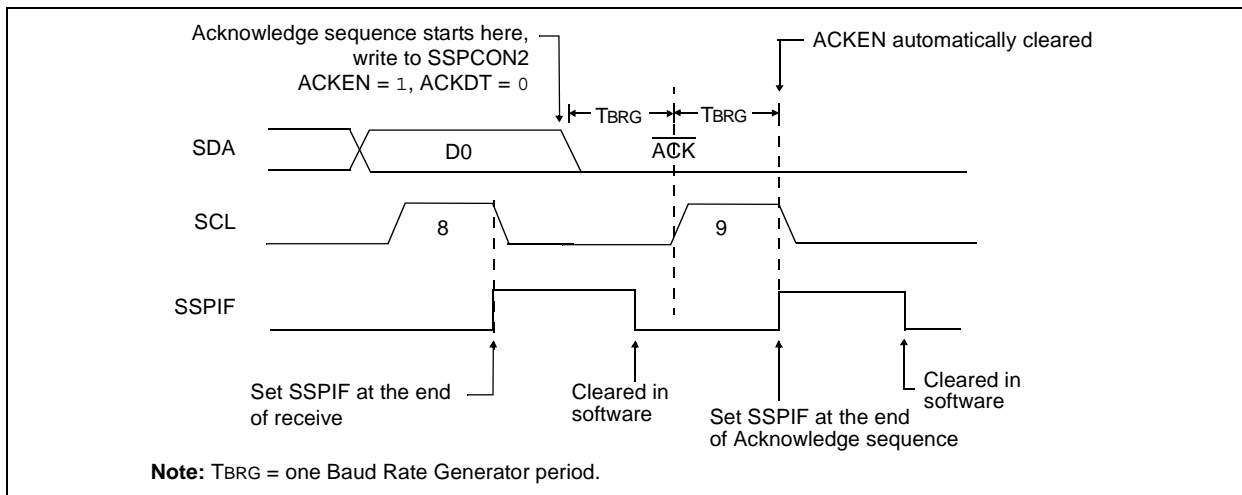 Acknowledge sequence starts here,
write to SSPCON2
ACKEN = 1, ACKDT = 0
ACKEN automatically cleared
TBRG
TBRG
SDA
D0
ACK
SCL
8
9
SSPIF
Set SSPIF at the end
of receive
Cleared in
software
Set SSPIF at the end
of Acknowledge sequence
Cleared in
software
Note: TBRG = one Baud Rate Generator period.